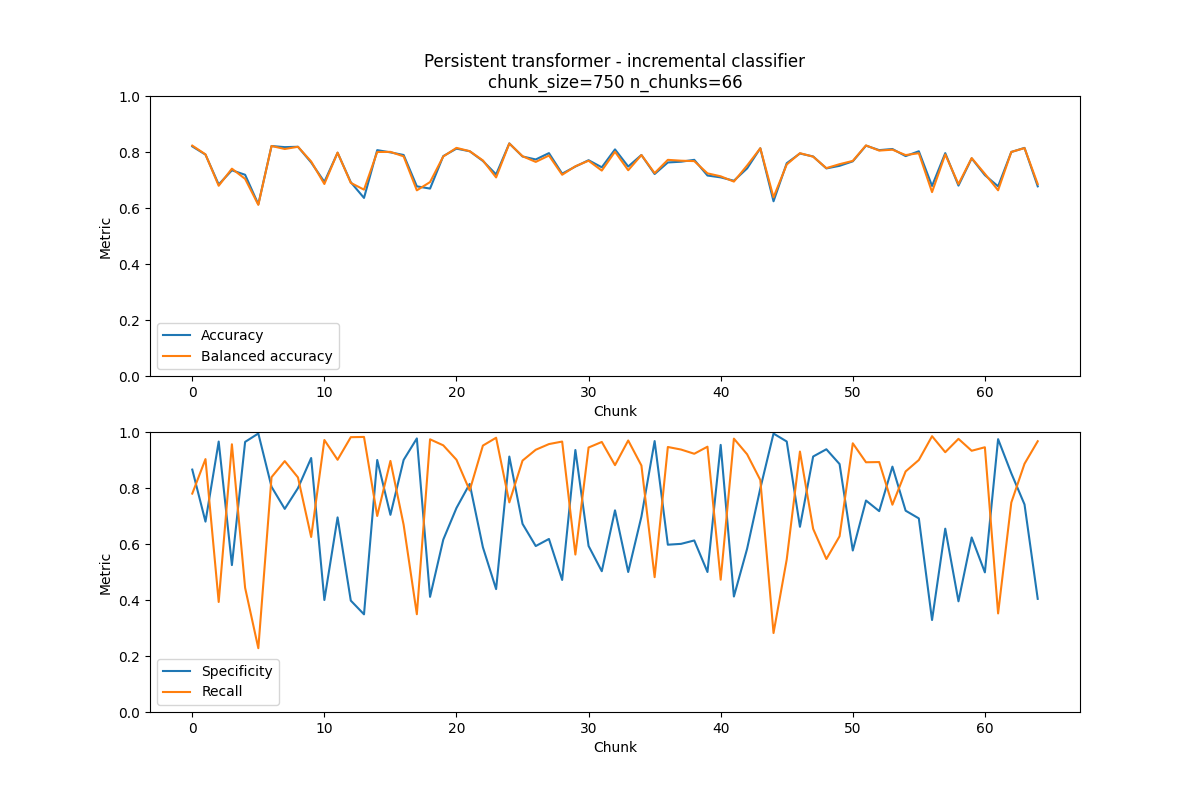 Persistent transformer - incremental classifier
chunk_size=750 n_chunks=66
1.0
0.8
0.6
0.4
0.2
0.0
Metric
Accuracy
Balanced accuracy
0 10 20 30 40 50 60
Chunk
1.0
0.8
0.6
0.4
0.2
0.0
Metric
Specificity
Recall
0 10 20 30 40 50 60
Chunk